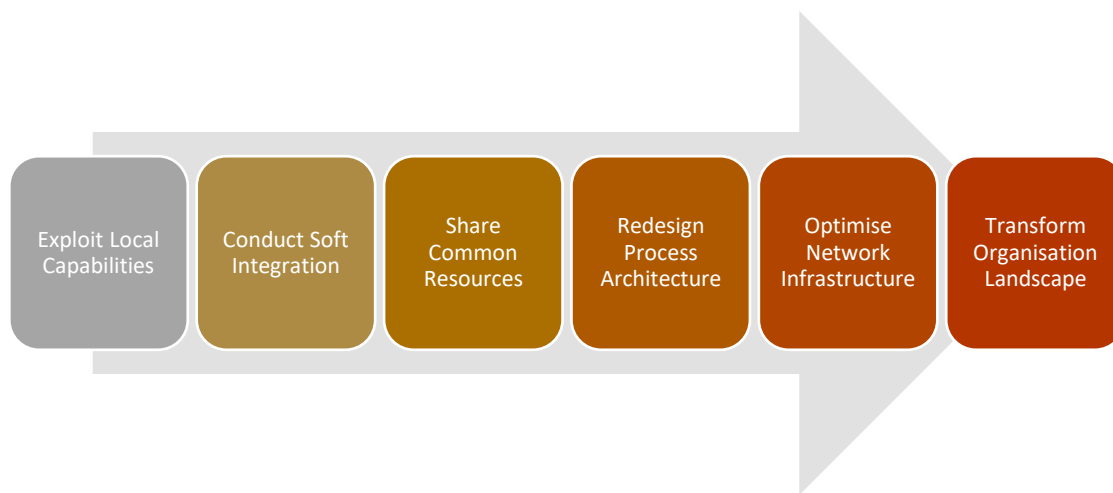 Exploit Local
Capabilities
Conduct Soft
Integration
Share
Common
Resources
Redesign
Process
Architecture
Optimise
Network
Infrastructure
Transform
Organisation
Landscape